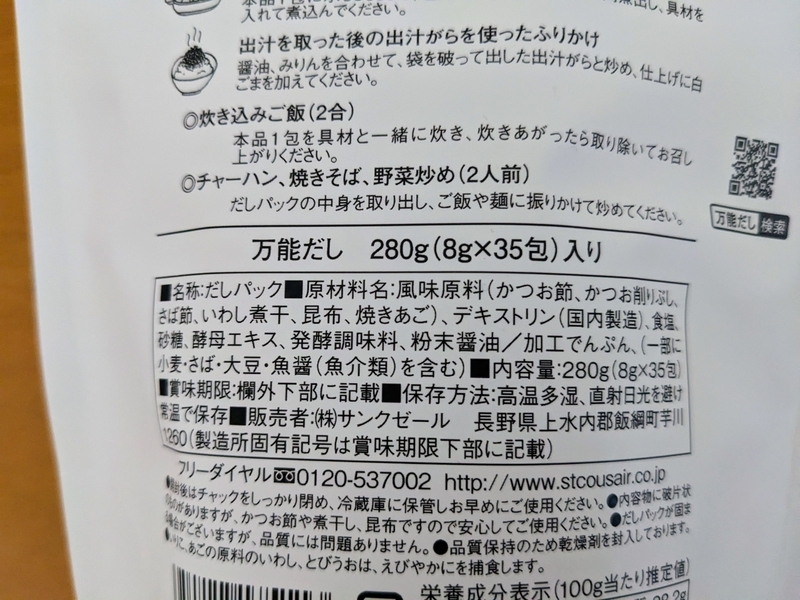 入れて煮込んでください。
出汁を取った後の出汁がらを使ったふりかけ
醤油、みりんを合わせて、袋を破って出した出汁がらと炒め、仕上げに白
ごまを加えてください。
◎炊き込みご飯(2合)
本品1包を具材と一緒に炊き、炊きあがったら取り除いてお召し
上がりください。
◎チャーハン、焼きそば、野菜炒め(2人前)
だしパックの中身を取り出し、ご飯や麺に振りかけて炒めてください。
万能だし 検索
万能だし 280g(8g×35包)入り
■名称:だしパック■原材料名:風味原料(かつお節、かつお削りぶし、
さば節、いわし煮干、昆布、焼きあご)、デキストリン(国内製造)、食塩、
砂糖、酵母エキス、発酵調味料、粉末醤油/加工でんぷん、(一部に
小麦・さば・大豆・魚醤(魚介類)を含む)■内容量:280g(8g×35包)
■賞味期限:欄外下部に記載■保存方法:高温多湿、直射日光を避け
常温で保存■販売者:㈱サンクゼール 長野県上水内郡飯綱町芋川
1260(製造所固有記号は賞味期限下部に記載)
フリーダイヤル 0120-537002 http://www.stcousair.co.jp
●開封後はチャックをしっかり閉め、冷蔵庫に保管しお早めにご使用ください。●内容物に破片状
のものがありますが、かつお節や煮干し、昆布ですので安心してご使用ください。●だしパックが固ま
る場合がございますが、品質には問題ありません。●品質保持のため乾燥剤を封入しております。
あごの原料のいわし、とびうおは、えびやかにを捕食します。
栄養成分表示(100g当たり推定値)